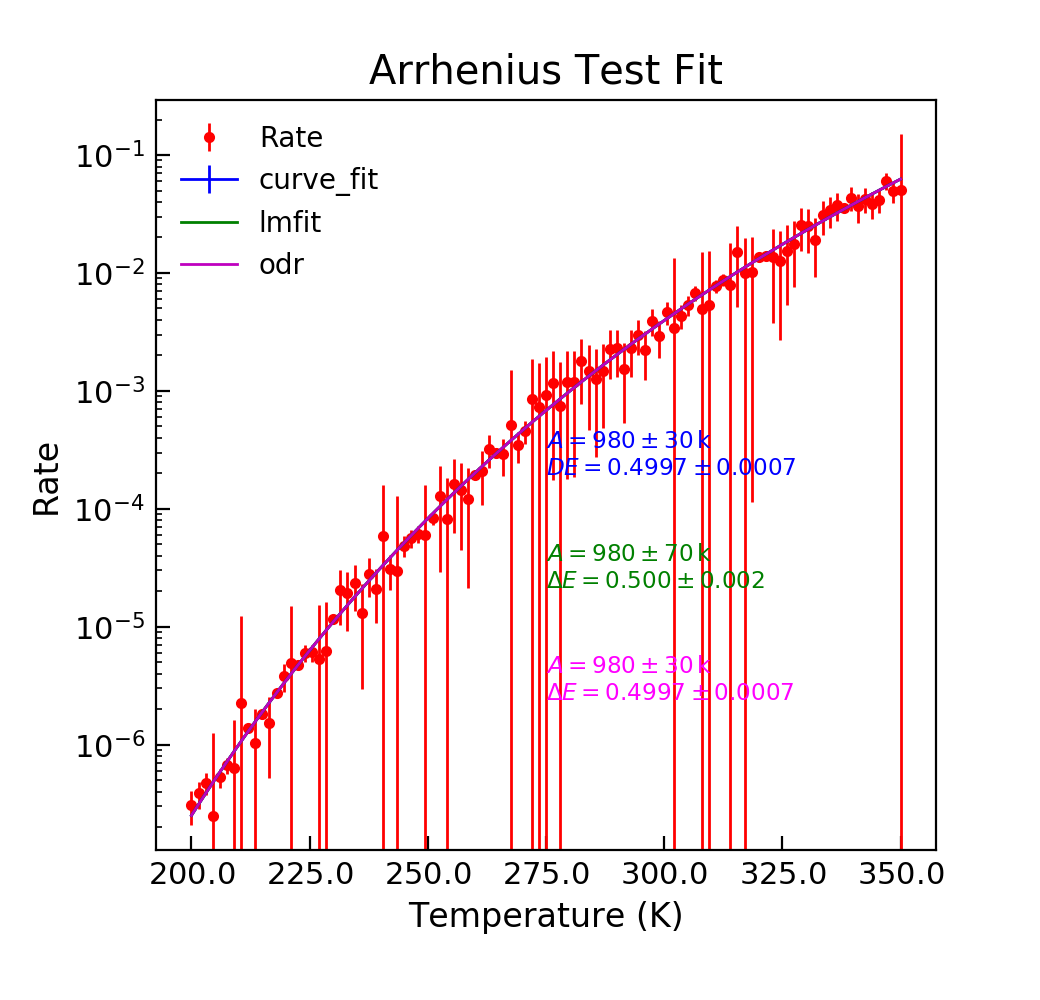 Arrhenius Test Fit
Rate
curve_fit
lmfit
odr
10⁻¹
10⁻²
10⁻³
10⁻⁴
10⁻⁵
10⁻⁶
Rate
A = 980 ± 30 k
DE = 0.4997 ± 0.0007
A = 980 ± 70 k
ΔE = 0.500 ± 0.002
A = 980 ± 30 k
ΔE = 0.4997 ± 0.0007
200.0 225.0 250.0 275.0 300.0 325.0 350.0
Temperature (K)